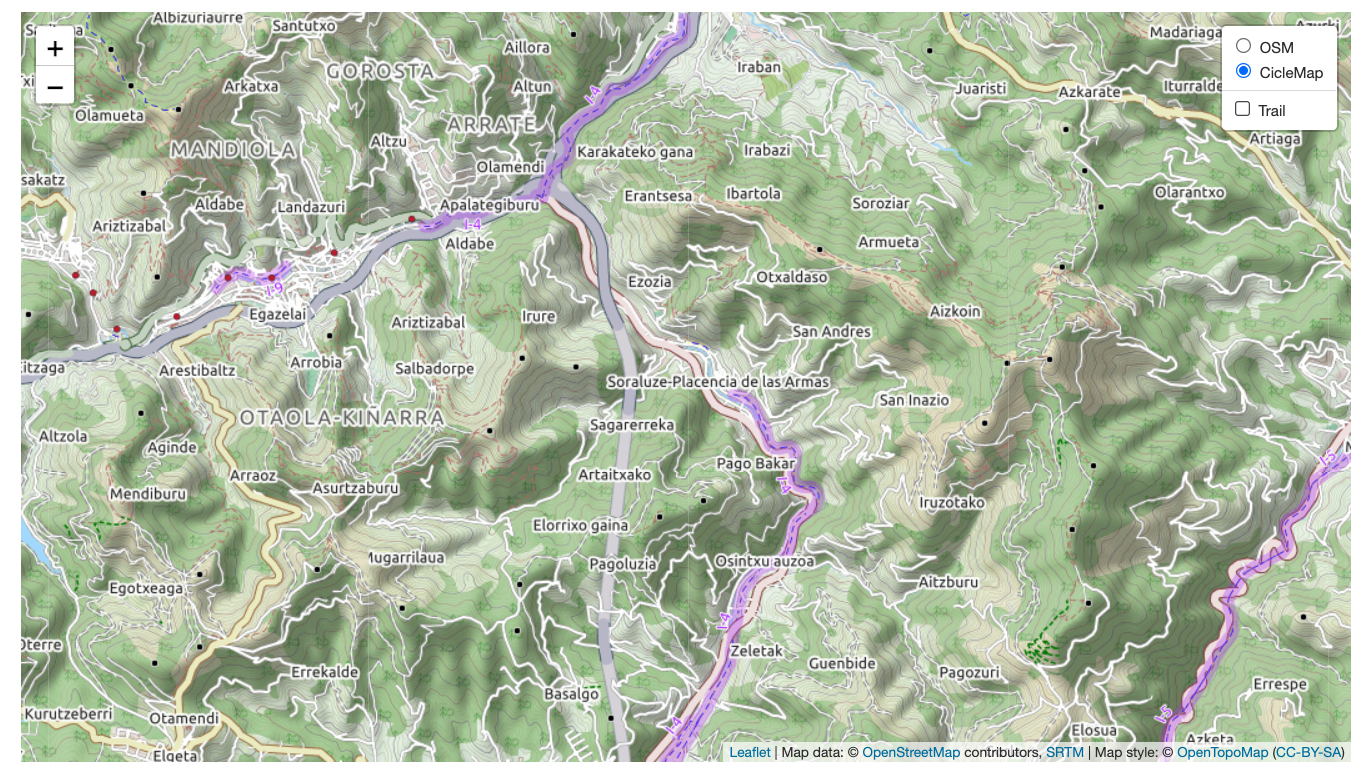 Albizuriaurre
Santutxo
Madariaga
+
OSM
Aillora
GOROSTA
Iraban
CicleMap
Arkatxa
Altun
Juaristi
Azkarate
Iturralde
−
I-4
Trail
Olamueta
ARRATE
MANDIOLA
Altzu
Karakateko gana
Irabazi
Artiaga
Olamendi
sakatz
Erantsesa
Ibartola
Olarantxo
Aldabe
Landazuri
Apalategiburu
Soroziar
Ariztizabal
I-4
Aldabe
Armueta
Ezozia
Otxaldaso
I-9
Egazelai
Irure
Ariztizabal
Aizkoin
San Andres
itzaga
Arestibaltz
Arrobia
Salbadorpe
Soraluze-Placencia de las Armas
San Inazio
OTAOLA-KIÑARRA
Sagarerreka
Altzola
Aginde
Pago Bakar
I-5
Arraoz
Artaitxako
I-4
Mendiburu
Asurtzaburu
Iruzotako
Elorrixo gaina
Mugarrilaua
Pagoluzia
Osintxu auzoa
Egotxeaga
Aitzburu
I-4
Oterre
Zeletak
Guenbide
Errekalde
Pagozuri
Basalgo
Errespe
Kurutzeberri
Otamendi
I-4
I-5
Elosua
Azketa
Elgeta
Leaflet | Map data: © OpenStreetMap contributors, SRTM | Map style: © OpenTopoMap (CC-BY-SA)